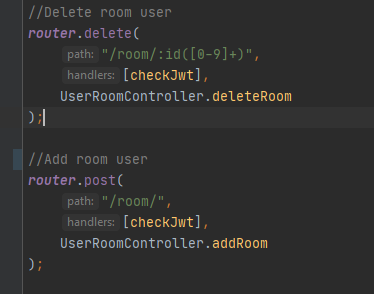 //Delete room user
router.delete(
path: "/room/:id([0-9]+)",
handlers: [checkJwt],
UserRoomController.deleteRoom
);
//Add room user
router.post(
path: "/room/",
handlers: [checkJwt],
UserRoomController.addRoom
);